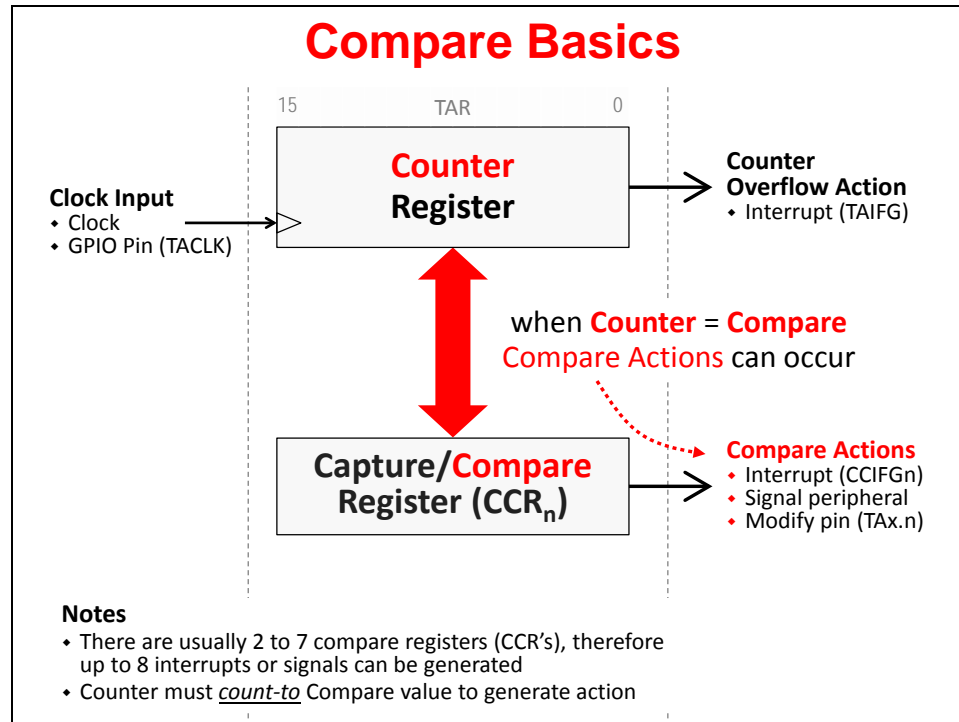 Compare Basics
15 TAR 0
Counter
Register
Clock Input
◆ Clock
◆ GPIO Pin (TACLK)
Counter
Overflow Action
◆ Interrupt (TAIFG)
when Counter = Compare
Compare Actions can occur
Capture/Compare
Register (CCRn)
Compare Actions
◆ Interrupt (CCIFGn)
◆ Signal peripheral
◆ Modify pin (TAx.n)
Notes
◆ There are usually 2 to 7 compare registers (CCR's), therefore
up to 8 interrupts or signals can be generated
◆ Counter must count-to Compare value to generate action